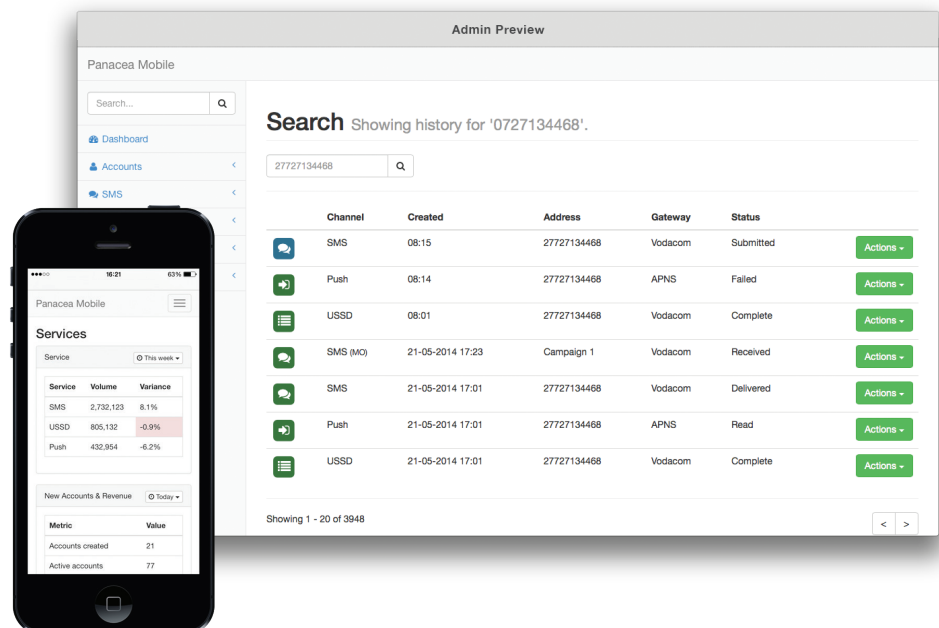 Admin Preview
Panacea Mobile
Search...
Dashboard
Accounts
SMS
Search Showing history for '0727134468'.
27727134468
Channel Created Address Gateway Status
SMS 08:15 27727134468 Vodacom Submitted Actions
Push 08:14 27727134468 APNS Failed Actions
USSD 08:01 27727134468 Vodacom Complete Actions
SMS (MO) 21-05-2014 17:23 Campaign 1 Vodacom Received Actions
SMS 21-05-2014 17:01 27727134468 Vodacom Delivered Actions
Push 21-05-2014 17:01 27727134468 APNS Read Actions
USSD 21-05-2014 17:01 27727134468 Vodacom Complete Actions
Showing 1 - 20 of 3948 < >
16:21 63%
Panacea Mobile
Services
Service This week
Service Volume Variance
SMS 2,732,123 8.1%
USSD 805,132 -0.9%
Push 432,954 -6.2%
New Accounts & Revenue Today
Metric Value
Accounts created 21
Active accounts 77